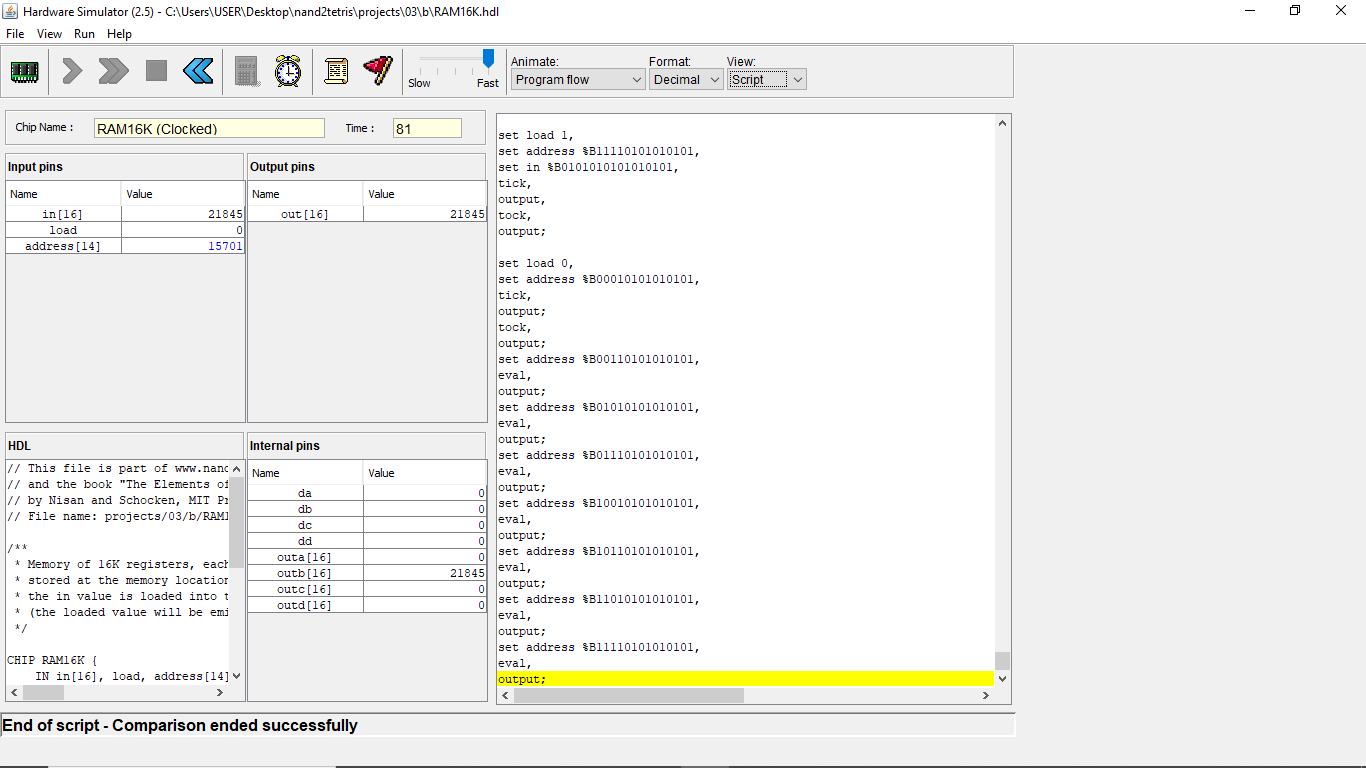 Hardware Simulator (2.5) - C:\Users\USER\Desktop\nand2tetris\projects\03\b\RAM16K.hdl
File View Run Help
Animate: Format: View:
Slow Fast Program flow Decimal Script
Chip Name : RAM16K (Clocked) Time : 81
Input pins
Name Value
in[16] 21845
load 0
address[14] 15701
Output pins
Name Value
out[16] 21845
HDL
// This file is part of www.nanc
// and the book "The Elements of
// by Nisan and Schocken, MIT Pr
// File name: projects/03/b/RAM1
/**
* Memory of 16K registers, each
* stored at the memory location
* the in value is loaded into t
* (the loaded value will be emi
*/
CHIP RAM16K {
IN in[16], load, address[14]
Internal pins
Name Value
da 0
db 0
dc 0
dd 0
outa[16] 0
outb[16] 21845
outc[16] 0
outd[16] 0
set load 1,
set address %B11110101010101,
set in %B0101010101010101,
tick,
output,
tock,
output;
set load 0,
set address %B00010101010101,
tick,
output;
tock,
output;
set address %B00110101010101,
eval,
output;
set address %B01010101010101,
eval,
output;
set address %B01110101010101,
eval,
output;
set address %B10010101010101,
eval,
output;
set address %B10110101010101,
eval,
output;
set address %B11010101010101,
eval,
output;
set address %B11110101010101,
eval,
output;
End of script - Comparison ended successfully